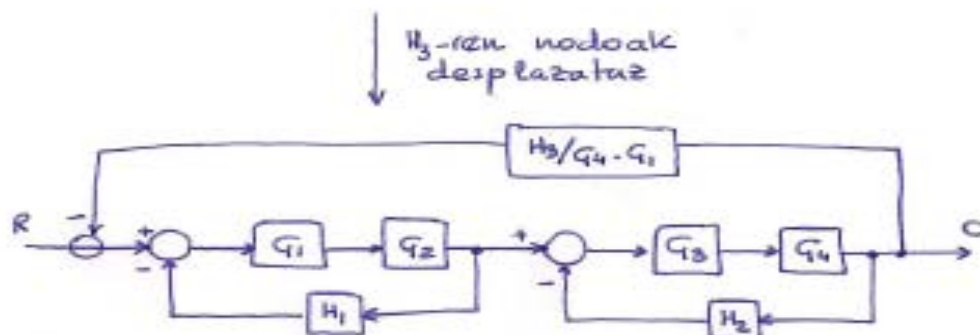 H3-ren nodoak
desplazatuz
H3/G4-G1
R
-
+
-
G1
G2
+
-
G3
G4
C
H1
H2